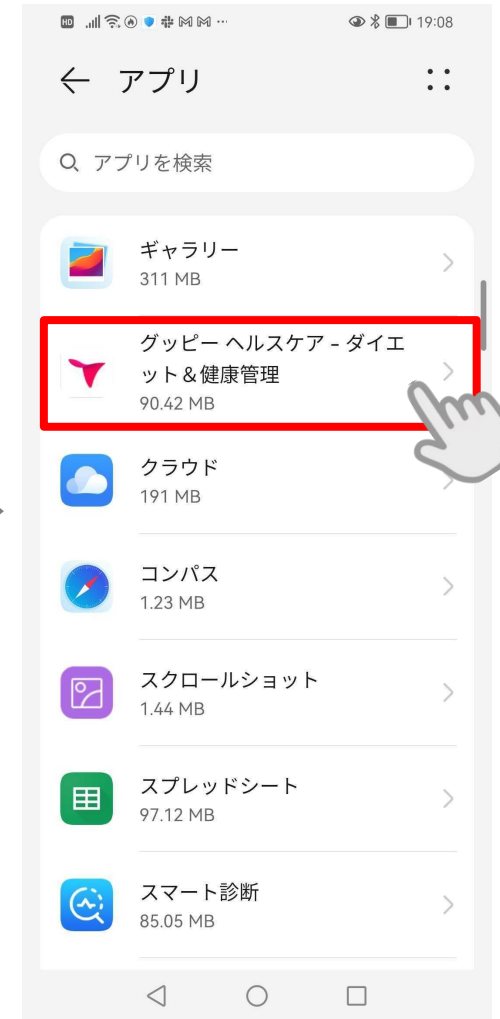 HD 19:08
アプリ
アプリを検索
ギャラリー
311 MB
グッピー ヘルスケア – ダイエ
ット＆健康管理
90.42 MB
クラウド
191 MB
コンパス
1.23 MB
スクロールショット
1.44 MB
スプレッドシート
97.12 MB
スマート診断
85.05 MB